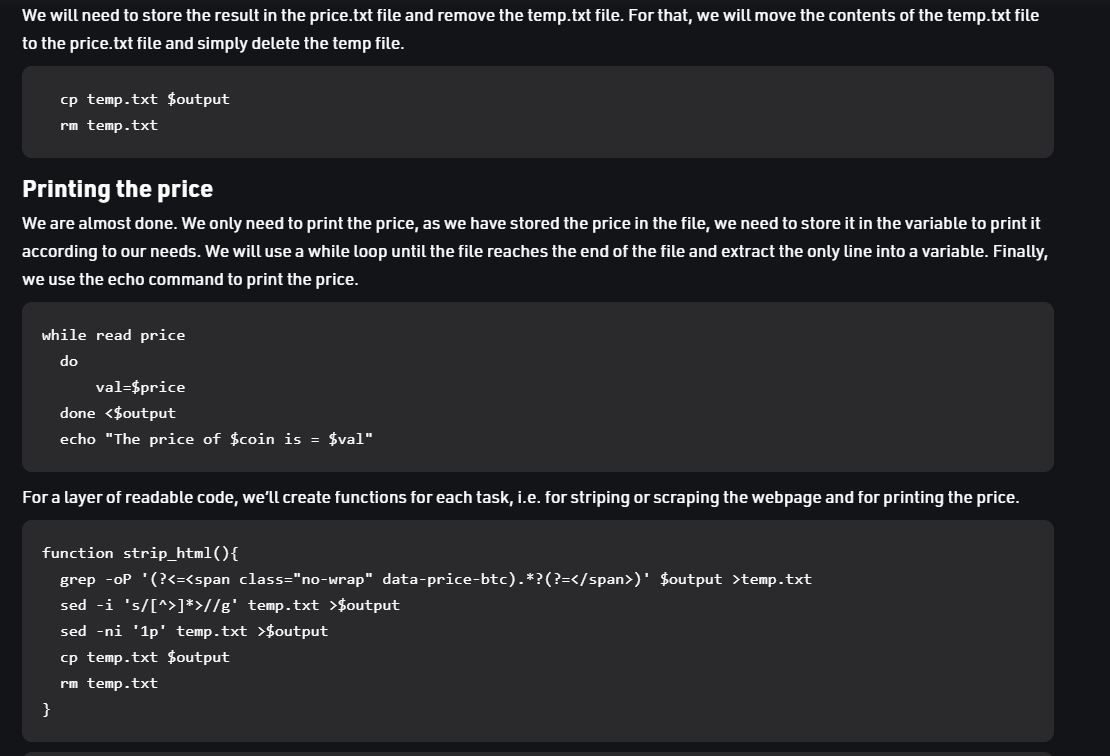 We will need to store the result in the price.txt file and remove the temp.txt file. For that, we will move the contents of the temp.txt file
to the price.txt file and simply delete the temp file.
cp temp.txt $output
rm temp.txt
Printing the price
We are almost done. We only need to print the price, as we have stored the price in the file, we need to store it in the variable to print it
according to our needs. We will use a while loop until the file reaches the end of the file and extract the only line into a variable. Finally,
we use the echo command to print the price.
while read price
do
val=$price
done <$output
echo "The price of $coin is = $val"
For a layer of readable code, we’ll create functions for each task, i.e. for striping or scraping the webpage and for printing the price.
function strip_html(){
grep -oP '(?<=<span class="no-wrap" data-price-btc).*?(?=</span>)' $output >temp.txt
sed -i 's/[^>]*>//g' temp.txt >$output
sed -ni '1p' temp.txt >$output
cp temp.txt $output
rm temp.txt
}